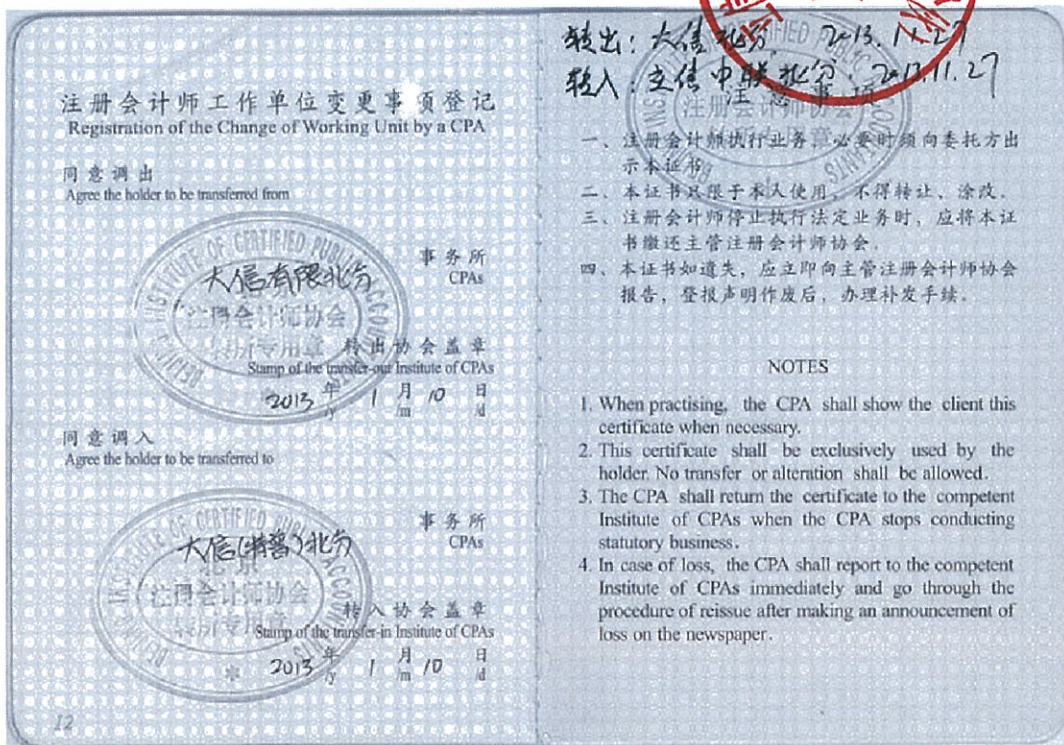 注册会计师工作单位变更事项登记
Registration of the Change of Working Unit by a CPA
同意调出
Agree the holder to be transferred from
大信有限北分
事务所
CPAs
注册会计师协会
转所专用章
转出协会盖章
Stamp of the transfer-out Institute of CPAs
2013 年 1 月 10 日
/y /m /d
同意调入
Agree the holder to be transferred to
大信(特普)北分
事务所
CPAs
北京
注册会计师协会
转所专用章
转入协会盖章
Stamp of the transfer-in Institute of CPAs
2013 年 1 月 10 日
/y /m /d
12
转出:大信北分. 2013.11.27
转入:立信中联北分. 2013.11.27
注意事项
注册会计师协会
一、注册会计师执行业务,必要时须向委托方出
示本证书。
二、本证书只限于本人使用,不得转让、涂改。
三、注册会计师停止执行法定业务时,应将本证
书缴还主管注册会计师协会。
四、本证书如遗失,应立即向主管注册会计师协会
报告,登报声明作废后,办理补发手续。
NOTES
1. When practising, the CPA shall show the client this
certificate when necessary.
2. This certificate shall be exclusively used by the
holder. No transfer or alteration shall be allowed.
3. The CPA shall return the certificate to the competent
Institute of CPAs when the CPA stops conducting
statutory business.
4. In case of loss, the CPA shall report to the competent
Institute of CPAs immediately and go through the
procedure of reissue after making an announcement of
loss on the newspaper.